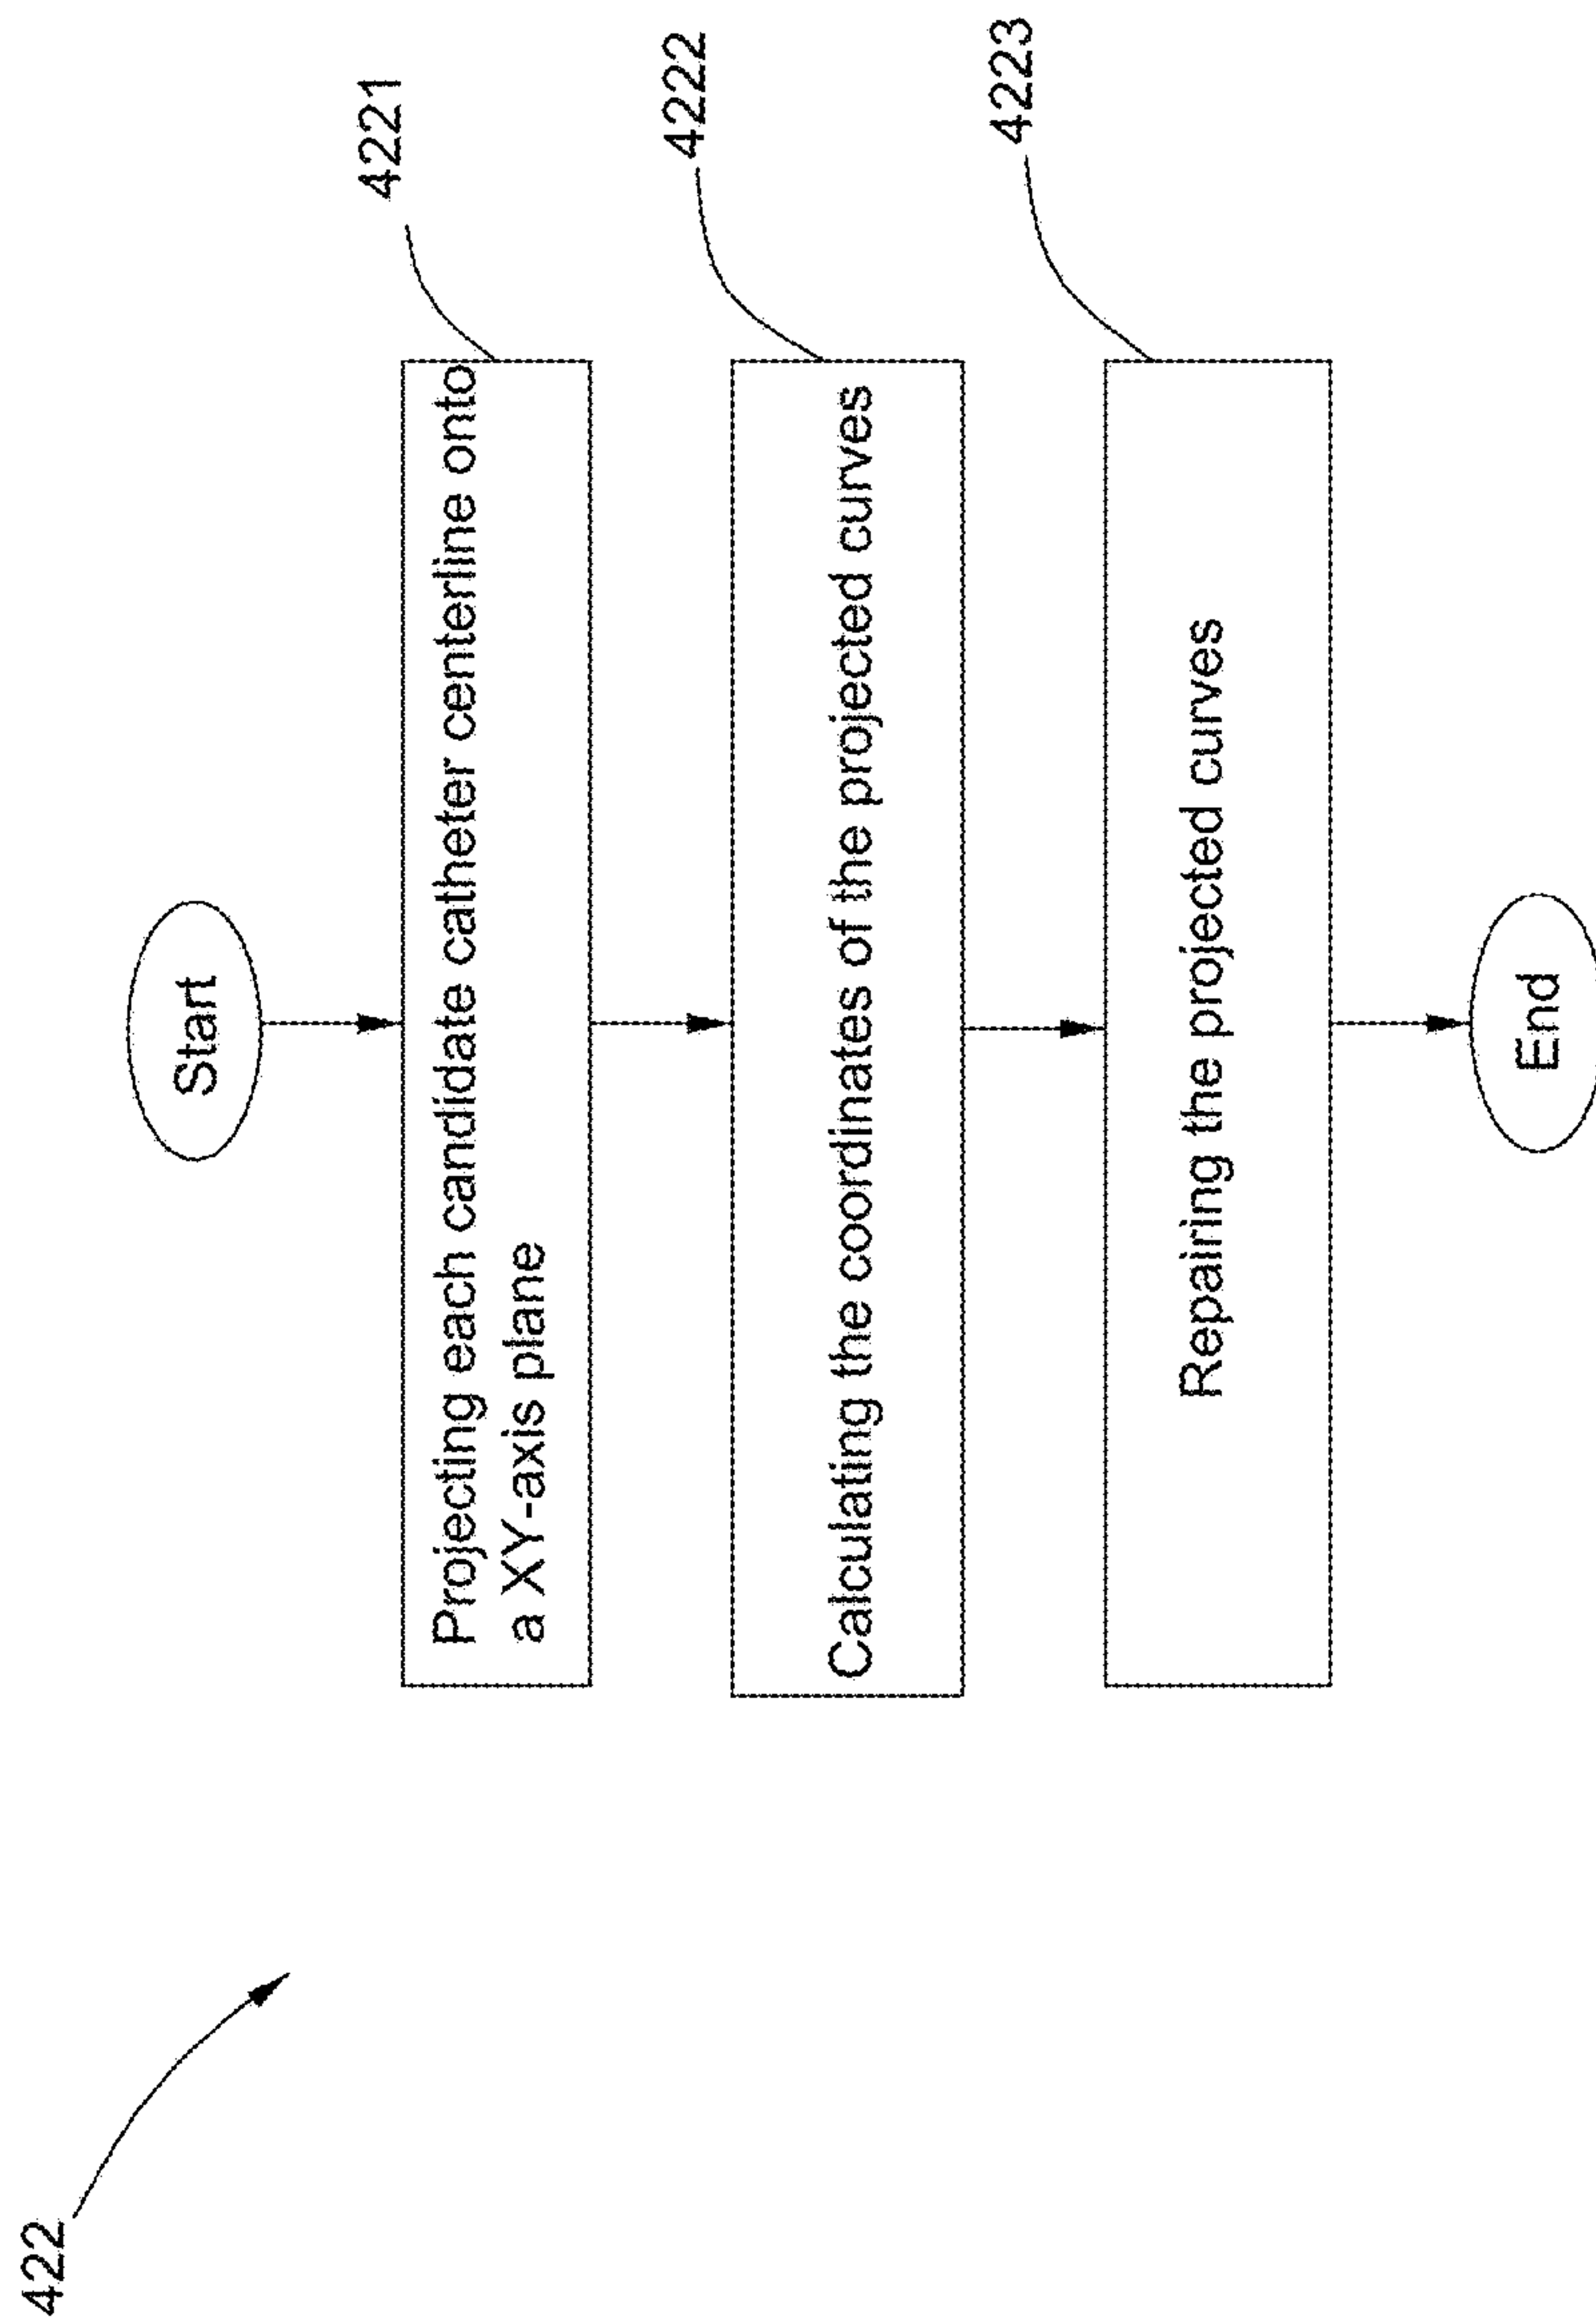 422
Start
4221
Projecting each candidate catheter centerline onto
a XY-axis plane
4222
Calculating the coordinates of the projected curves
4223
Repairing the projected curves
End